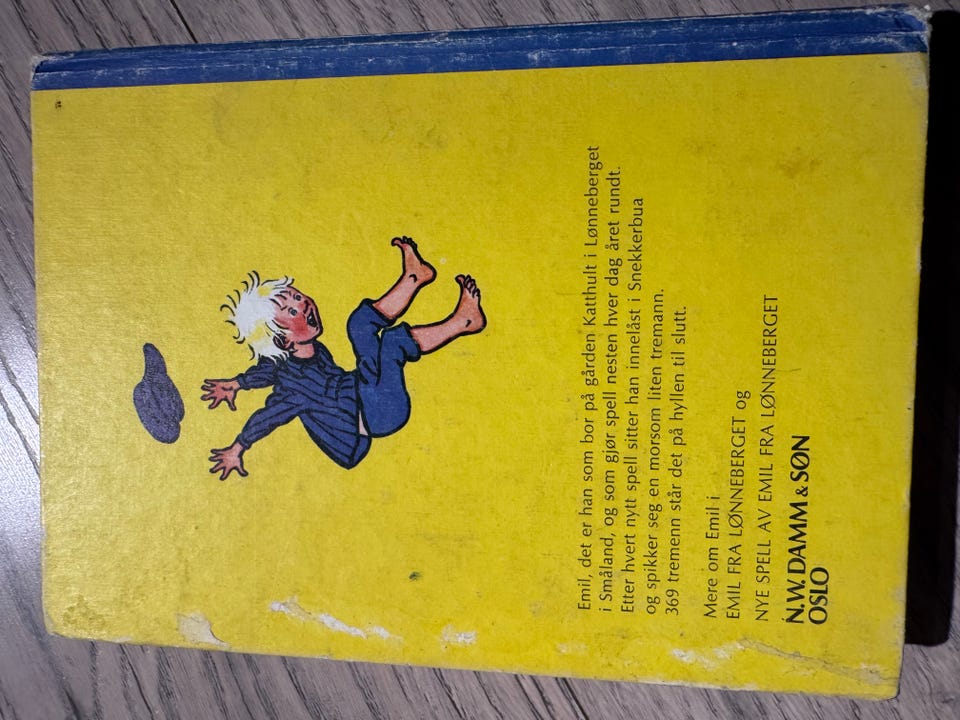 Emil, det er han som bor på gården Katthult i Lønneberget
i Småland, og som gjør spell nesten hver dag året rundt.
Etter hvert nytt spell sitter han innelåst i Snekkerbua
og spikker seg en morsom liten tremann.
369 tremenn står det på hyllen til slutt.
Mere om Emil i
EMIL FRA LØNNEBERGET og
NYE SPELL AV EMIL FRA LØNNEBERGET
N.W. DAMM & SØN
OSLO